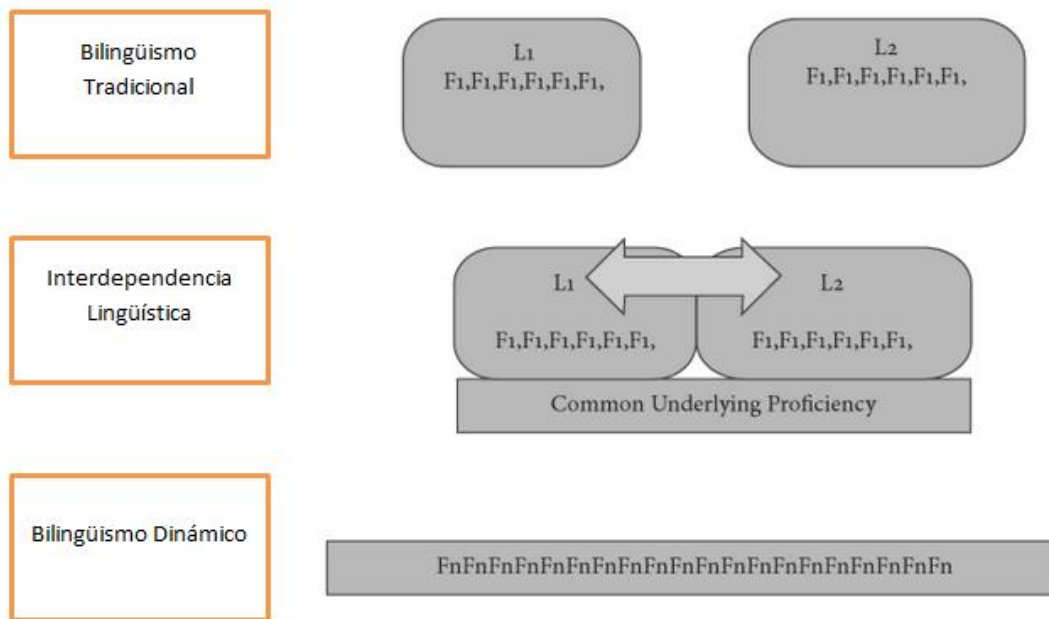 Bilingüismo
Tradicional
L1
F1,F1,F1,F1,F1,F1,
L2
F1,F1,F1,F1,F1,F1,
Interdependencia
Lingüística
L1
F1,F1,F1,F1,F1,F1,
L2
F1,F1,F1,F1,F1,F1,
Common Underlying Proficiency
Bilingüismo Dinámico
FnFnFnFnFnFnFnFnFnFnFnFnFnFnFnFnFnFnFnFn